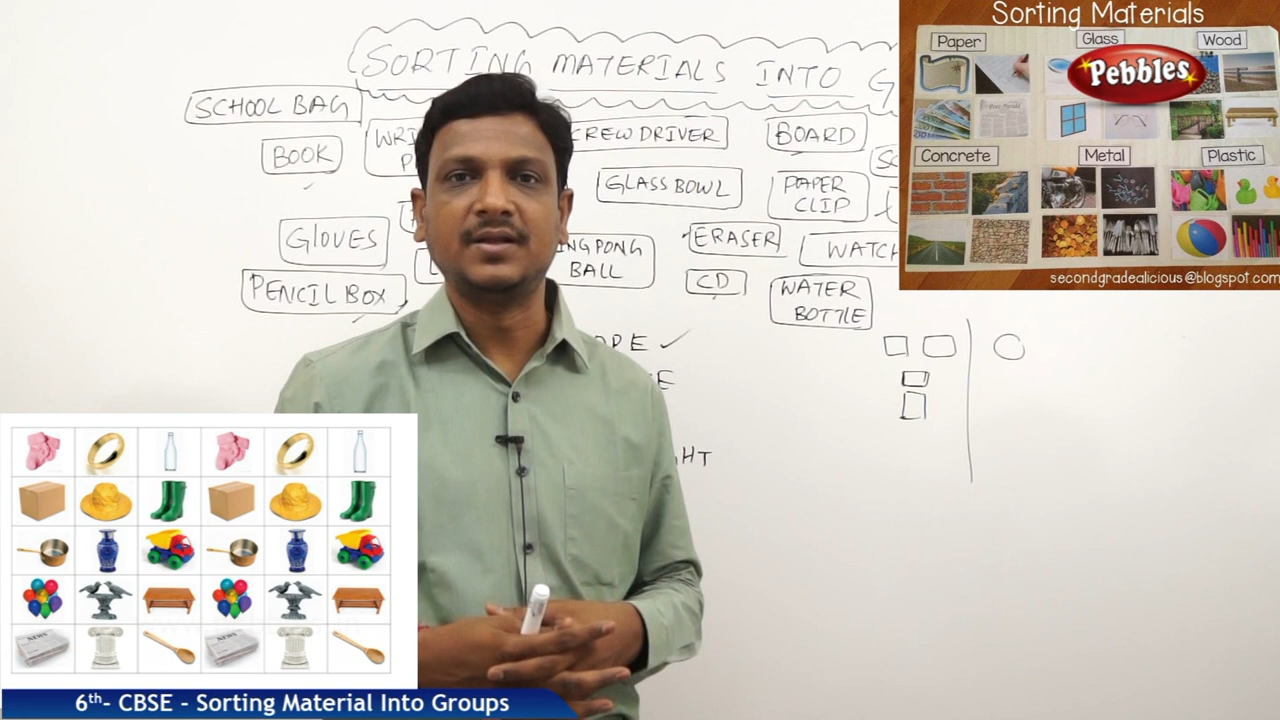 Sorting Materials
Paper
Glass
Wood
Pebbles
Concrete
Metal
Plastic
secondgradealicious@blogspot.com
SORTING MATERIALS INTO G
SCHOOL BAG
BOOK
BOARD
GLASS BOWL
PAPER
CLIP
GLOVES
BALL
ERASER
WATCH
PENCIL BOX
CD
WATER
BOTTLE
NEWS
6th- CBSE - Sorting Material Into Groups